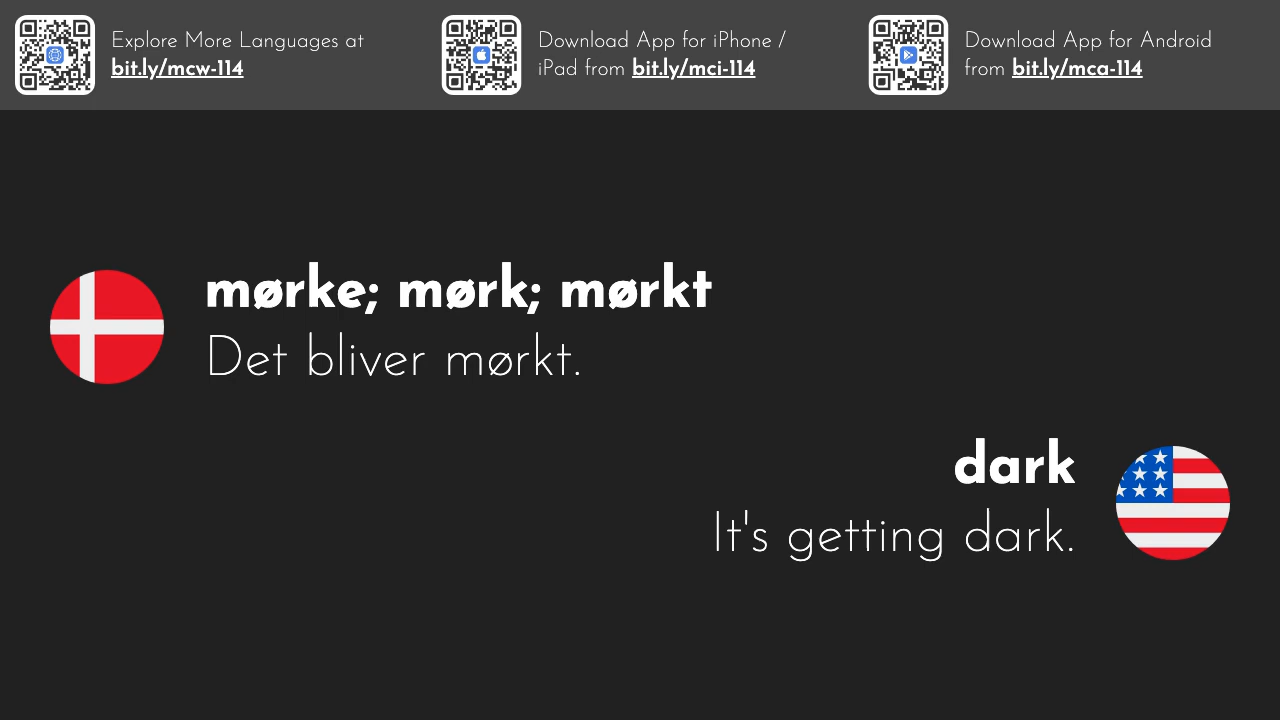 Explore More Languages at
bit.ly/mcw-114
Download App for iPhone /
iPad from bit.ly/mci-114
Download App for Android
from bit.ly/mca-114
mørke; mørk; mørkt
Det bliver mørkt.
dark
It's getting dark.